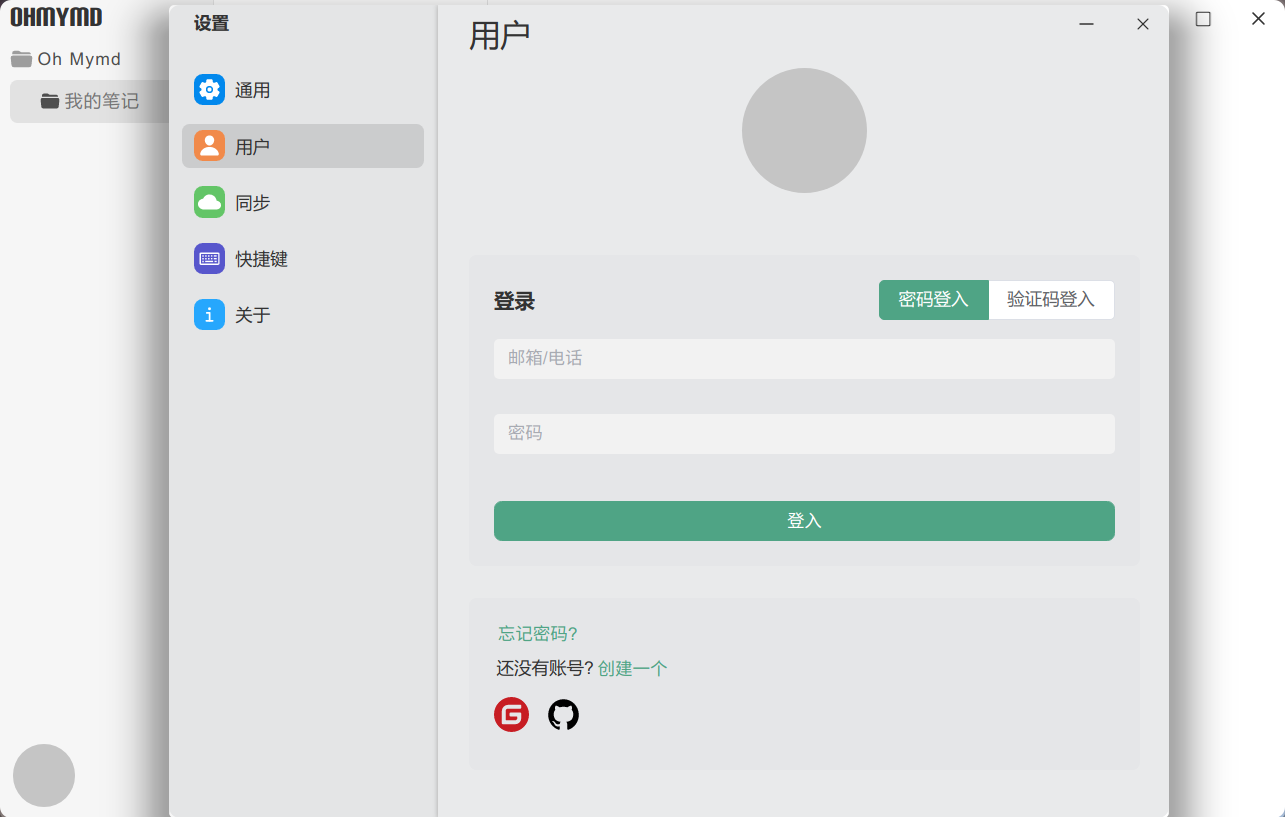 OHMYMD
Oh Mymd
我的笔记
设置
通用
用户
同步
快捷键
关于
用户
登录
密码登入
验证码登入
邮箱/电话
密码
登入
忘记密码?
还没有账号? 创建一个